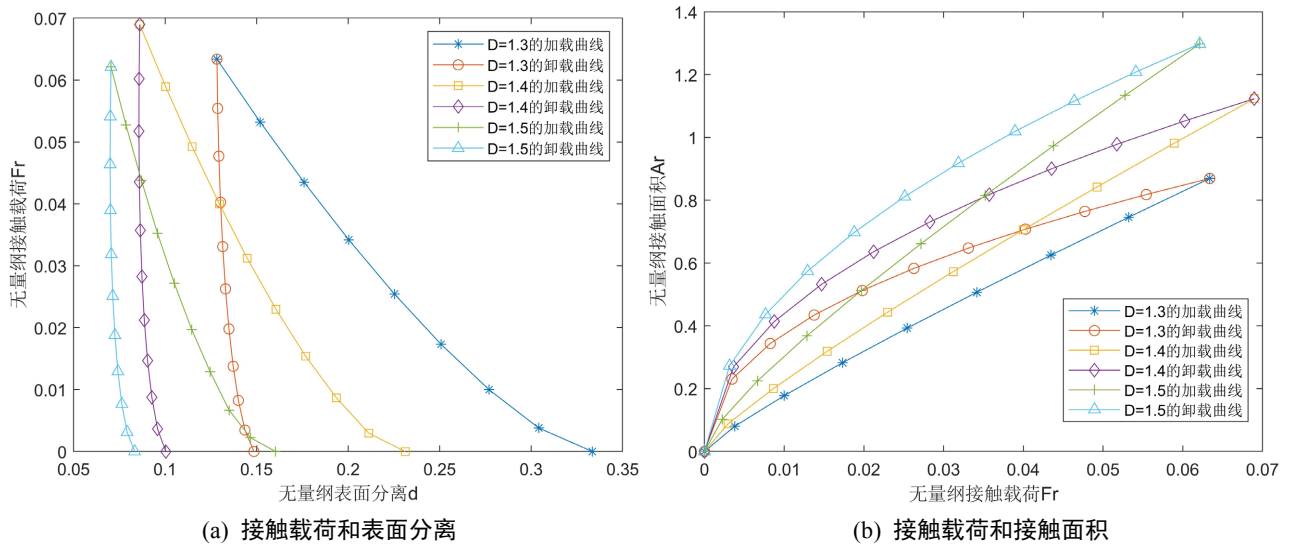 0.07
0.06
0.05
0.04
0.03
0.02
0.01
0
无量纲接触载荷Fr
D=1.3的加载曲线
D=1.3的卸载曲线
D=1.4的加载曲线
D=1.4的卸载曲线
D=1.5的加载曲线
D=1.5的卸载曲线
0.05 0.1 0.15 0.2 0.25 0.3 0.35
无量纲表面分离d
(a) 接触载荷和表面分离
1.4
1.2
1
0.8
0.6
0.4
0.2
0
无量纲接触面积Ar
D=1.3的加载曲线
D=1.3的卸载曲线
D=1.4的加载曲线
D=1.4的卸载曲线
D=1.5的加载曲线
D=1.5的卸载曲线
0 0.01 0.02 0.03 0.04 0.05 0.06 0.07
无量纲接触载荷Fr
(b) 接触载荷和接触面积